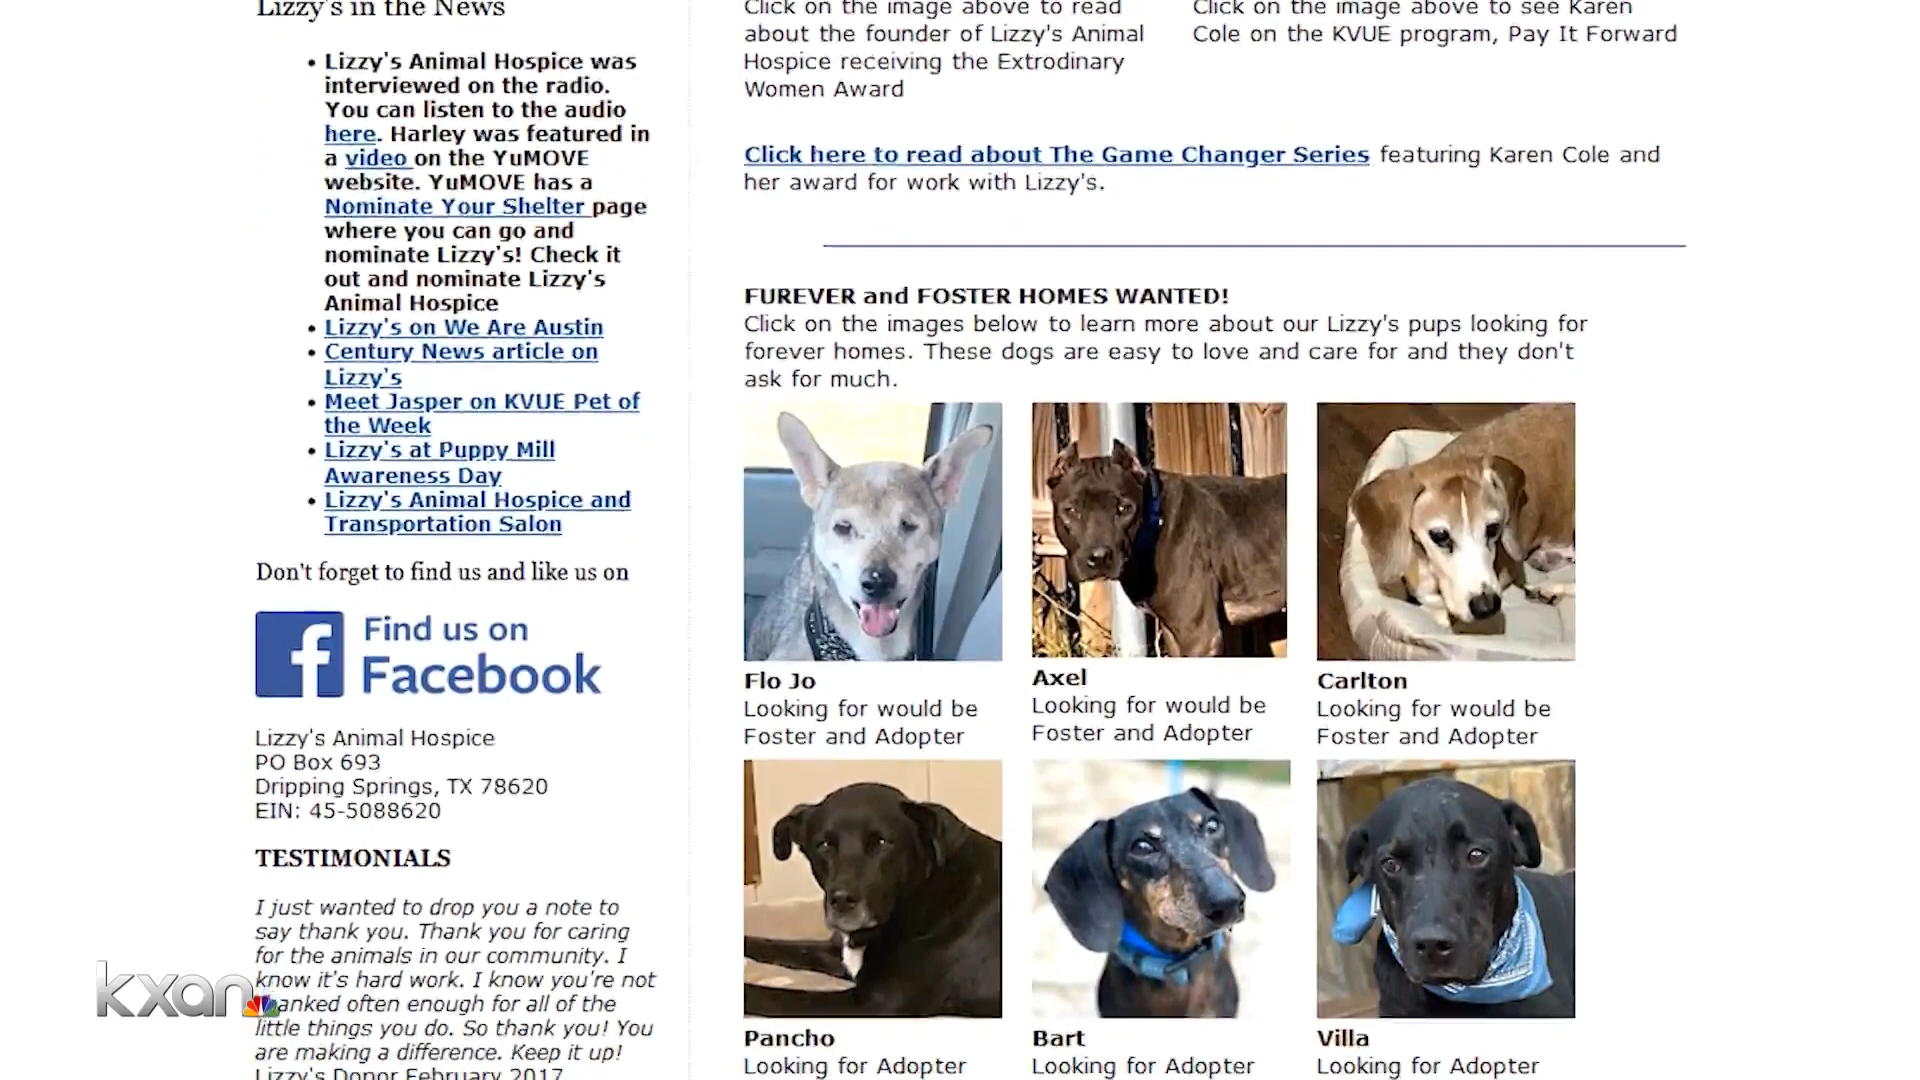 Lizzy's in the News
• Lizzy's Animal Hospice was
interviewed on the radio.
You can listen to the audio
here. Harley was featured in
a video on the YuMOVE
website. YuMOVE has a
Nominate Your Shelter page
where you can go and
nominate Lizzy's! Check it
out and nominate Lizzy's
Animal Hospice
• Lizzy's on We Are Austin
• Century News article on
Lizzy's
• Meet Jasper on KVUE Pet of
the Week
• Lizzy's at Puppy Mill
Awareness Day
• Lizzy's Animal Hospice and
Transportation Salon
Don't forget to find us and like us on
f Find us on
Facebook
Lizzy's Animal Hospice
PO Box 693
Dripping Springs, TX 78620
EIN: 45-5088620
TESTIMONIALS
I just wanted to drop you a note to
say thank you. Thank you for caring
for the animals in our community. I
know it's hard work. I know you're not
thanked often enough for all of the
little things you do. So thank you! You
are making a difference. Keep it up!
Lizzy's Donor February 2017
kxan
Click on the image above to read
about the founder of Lizzy's Animal
Hospice receiving the Extrodinary
Women Award
Click on the image above to see Karen
Cole on the KVUE program, Pay It Forward
Click here to read about The Game Changer Series featuring Karen Cole and
her award for work with Lizzy's.
FUREVER and FOSTER HOMES WANTED!
Click on the images below to learn more about our Lizzy's pups looking for
forever homes. These dogs are easy to love and care for and they don't
ask for much.
Flo Jo
Looking for would be
Foster and Adopter
Axel
Looking for would be
Foster and Adopter
Carlton
Looking for would be
Foster and Adopter
Pancho
Looking for Adopter
Bart
Looking for Adopter
Villa
Looking for Adopter